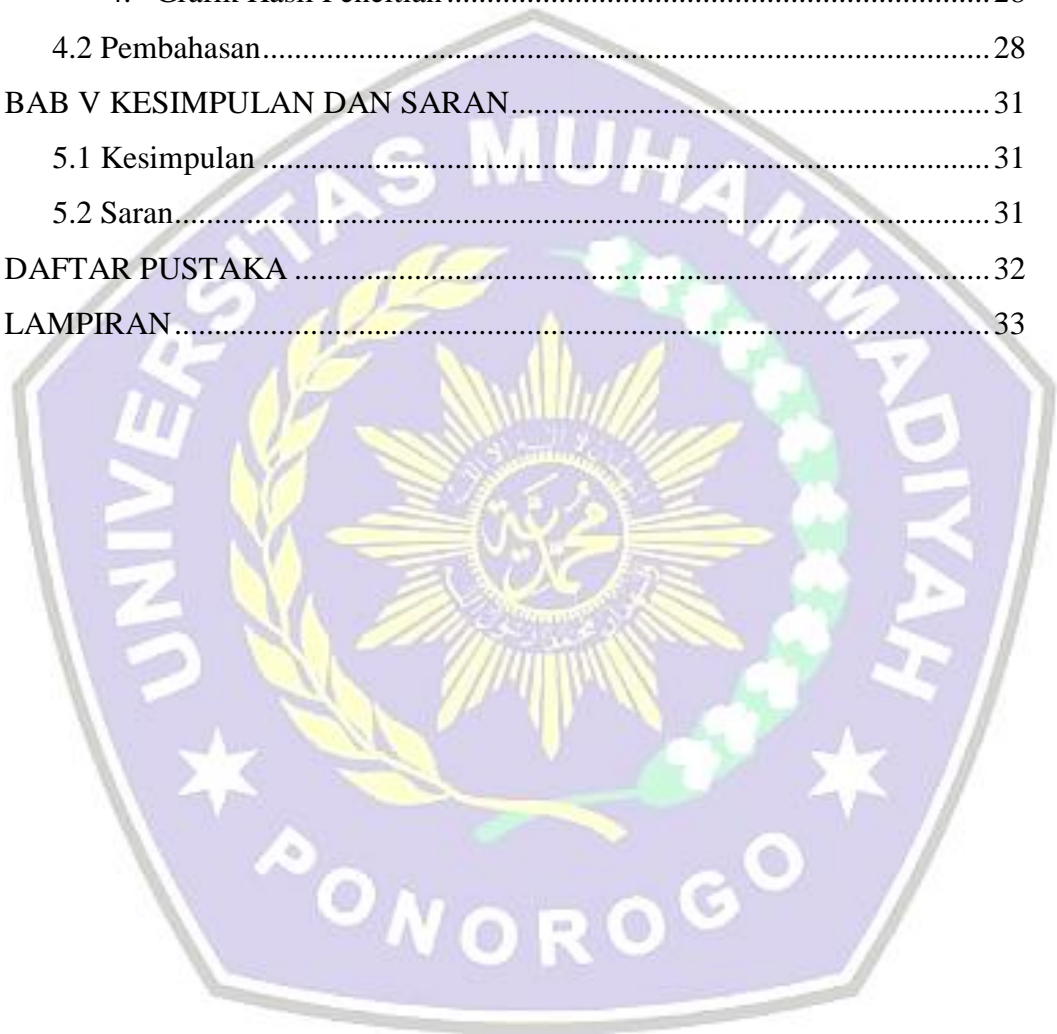 4.2 Pembahasan 28
BAB V KESIMPULAN DAN SARAN 31
5.1 Kesimpulan 31
5.2 Saran 31
DAFTAR PUSTAKA 32
LAMPIRAN 33
UNIVERSITAS MUHAMMADIYAH
PONOROGO
محمدية